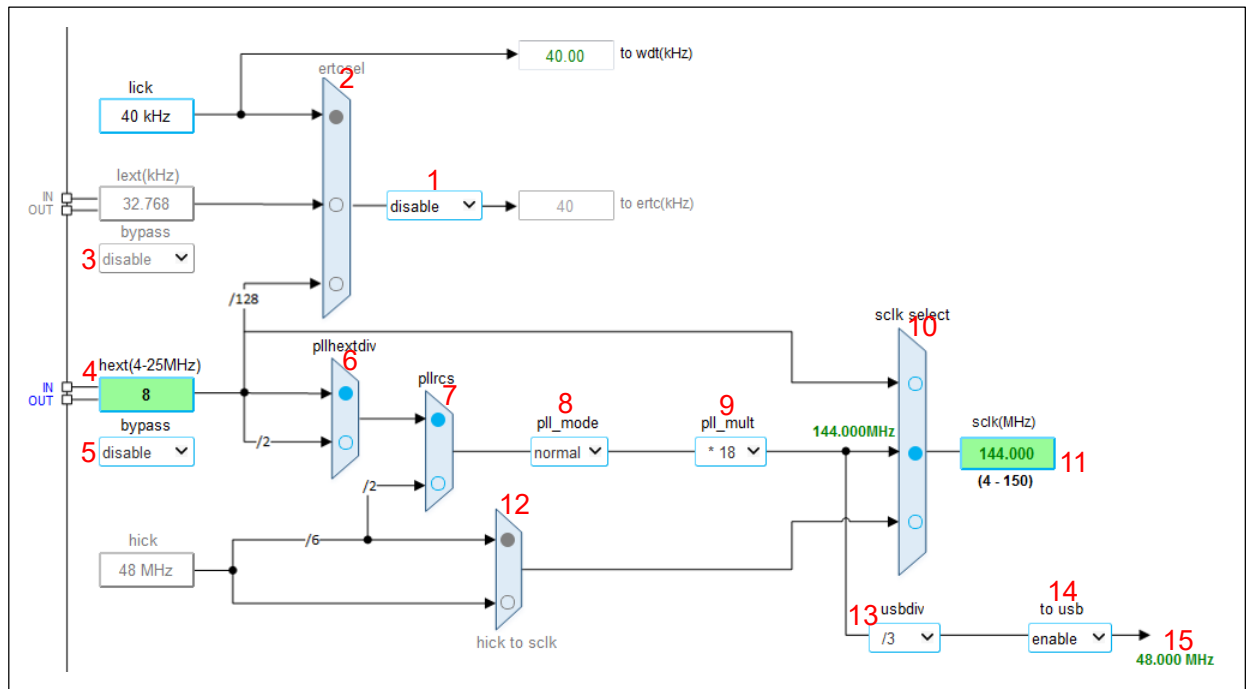 40.00 to wdt(kHz)
ertcsel
2
lick
40 kHz
lext(kHz)
IN
OUT
32.768
1
disable
40 to ertc(kHz)
bypass
3 disable
/128
sclk select
10
4 hext(4-25MHz)
IN
OUT
8
pllhextdiv
6
pllrcs
7
8
pll_mode
normal
9
pll_mult
* 18
144.000MHz
sclk(MHz)
144.000
11
(4 - 150)
bypass
5 disable
/2
/2
12
hick
48 MHz
/6
hick to sclk
13 usbdiv
/3
14
to usb
enable
15
48.000 MHz